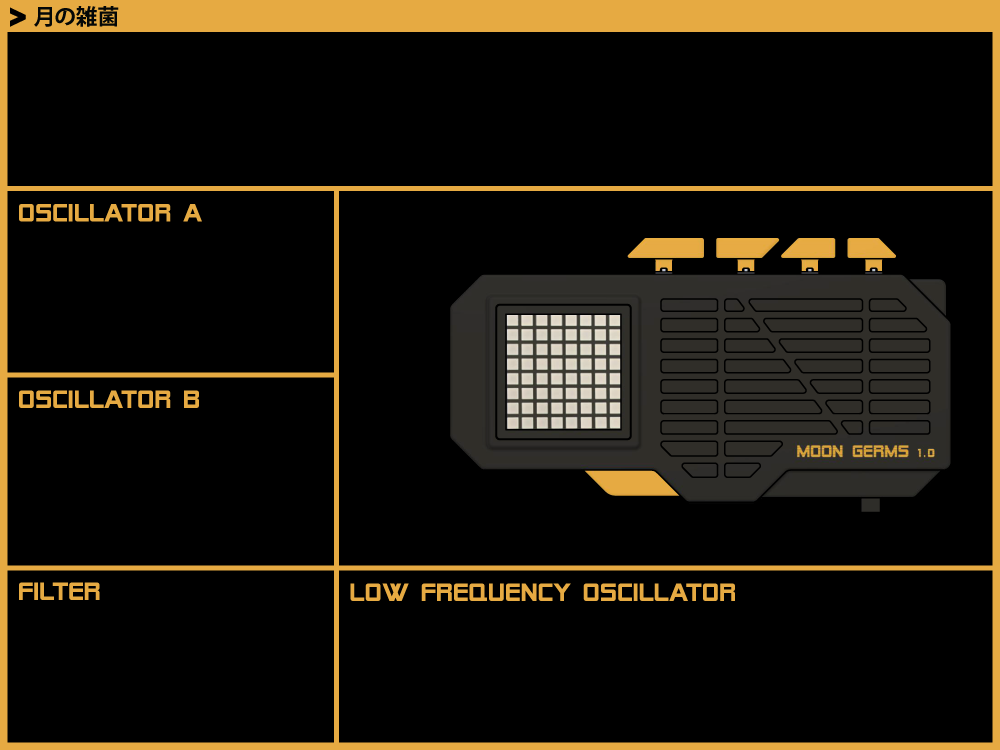 > 月の雑菌
OSCILLATOR A
OSCILLATOR B
MOON GERMS 1.0
FILTER
LOW FREQUENCY OSCILLATOR